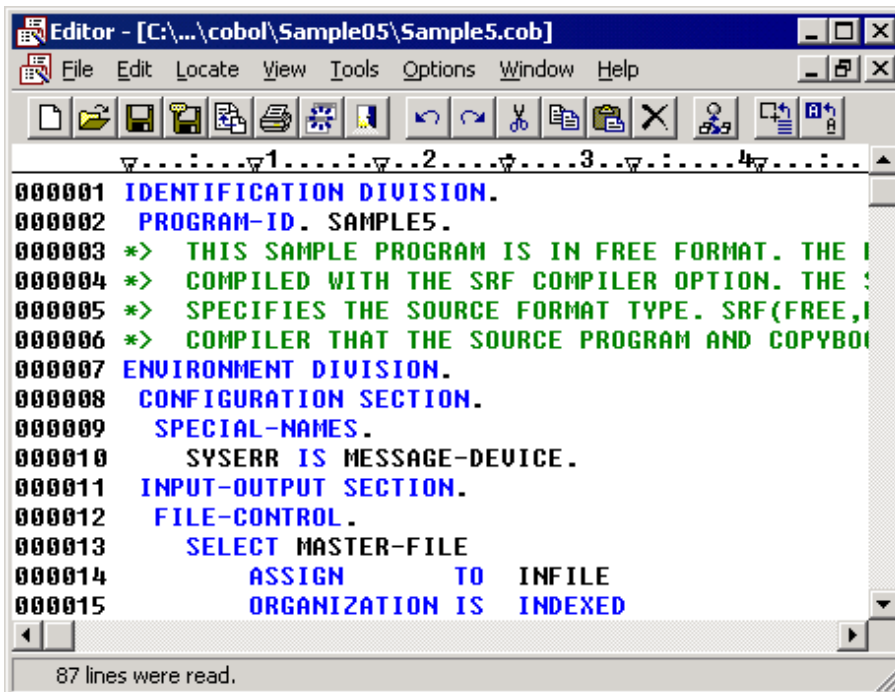 Editor - [C:\...\cobol\Sample05\Sample5.cob]
File Edit Locate View Tools Options Window Help
....:....1....:....2.........3....:....4....:..
000001 IDENTIFICATION DIVISION.
000002 PROGRAM-ID. SAMPLE5.
000003 *> THIS SAMPLE PROGRAM IS IN FREE FORMAT. THE
000004 *> COMPILED WITH THE SRF COMPILER OPTION. THE
000005 *> SPECIFIES THE SOURCE FORMAT TYPE. SRF(FREE,
000006 *> COMPILER THAT THE SOURCE PROGRAM AND COPYBO
000007 ENVIRONMENT DIVISION.
000008 CONFIGURATION SECTION.
000009 SPECIAL-NAMES.
000010 SYSERR IS MESSAGE-DEVICE.
000011 INPUT-OUTPUT SECTION.
000012 FILE-CONTROL.
000013 SELECT MASTER-FILE
000014 ASSIGN TO INFILE
000015 ORGANIZATION IS INDEXED
87 lines were read.